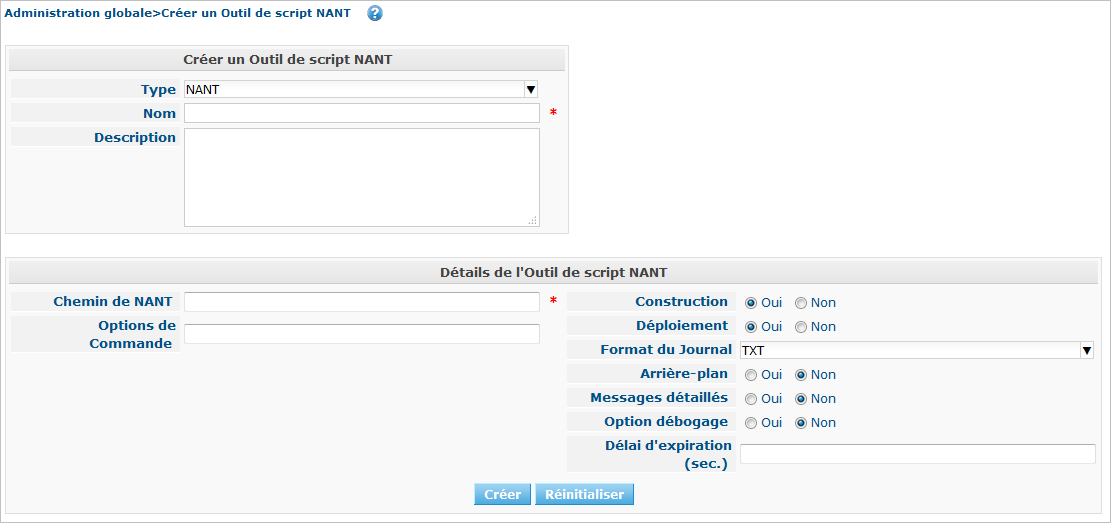 Administration globale>Créer un Outil de script NANT ?
Créer un Outil de script NANT
Type NANT
Nom *
Description
Détails de l'Outil de script NANT
Chemin de NANT *
Options de
Commande
Construction Oui Non
Déploiement Oui Non
Format du Journal TXT
Arrière-plan Oui Non
Messages détaillés Oui Non
Option débogage Oui Non
Délai d'expiration
(sec.)
Créer Réinitialiser